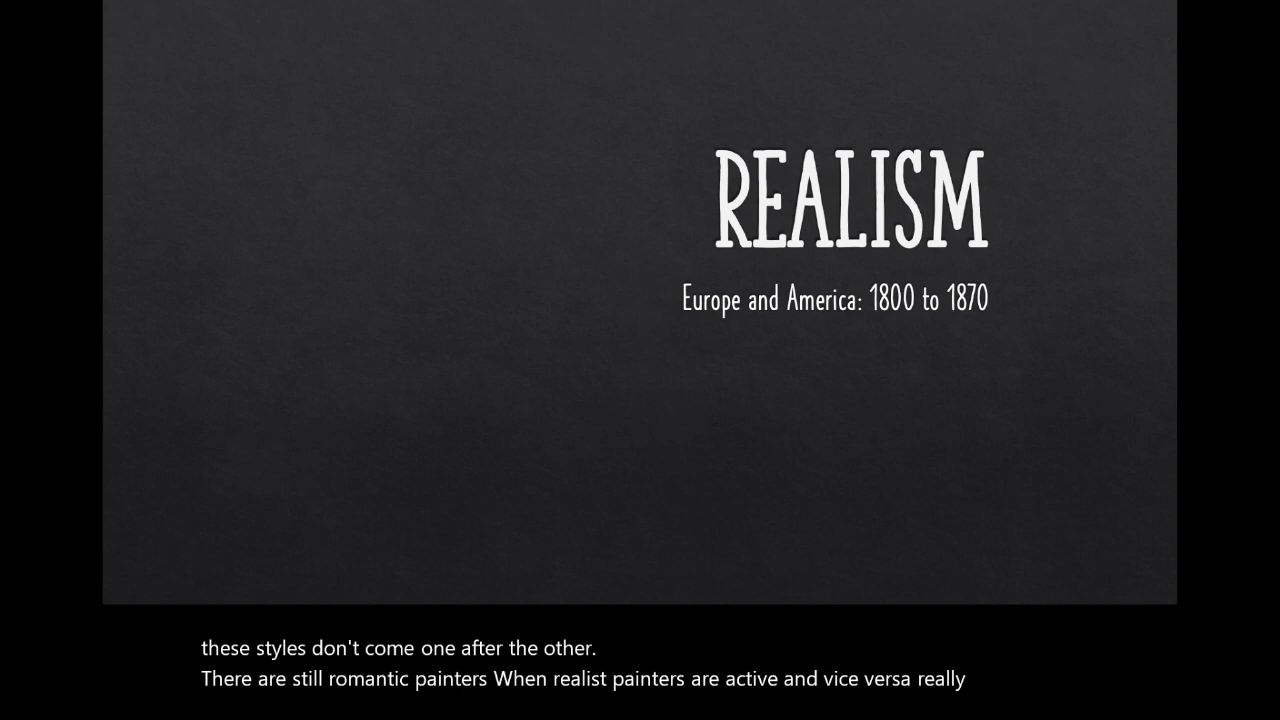 REALISM
Europe and America: 1800 to 1870
these styles don't come one after the other.
There are still romantic painters When realist painters are active and vice versa really